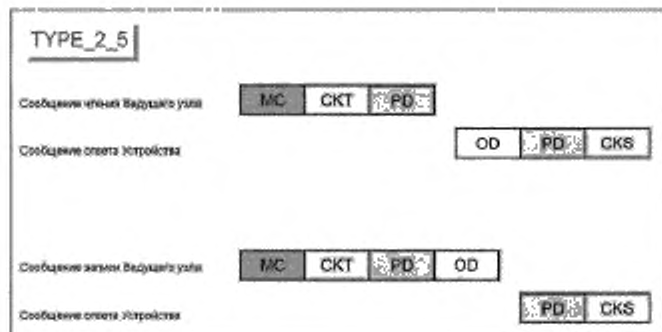 TYPE_2_5
Сообщение чтения Ведущего узла
MC CKT PD
Сообщение ответа Устройства
OD PD CKS
Сообщение записи Ведущего узла
MC CKT PD OD
Сообщение ответа Устройства
PD CKS